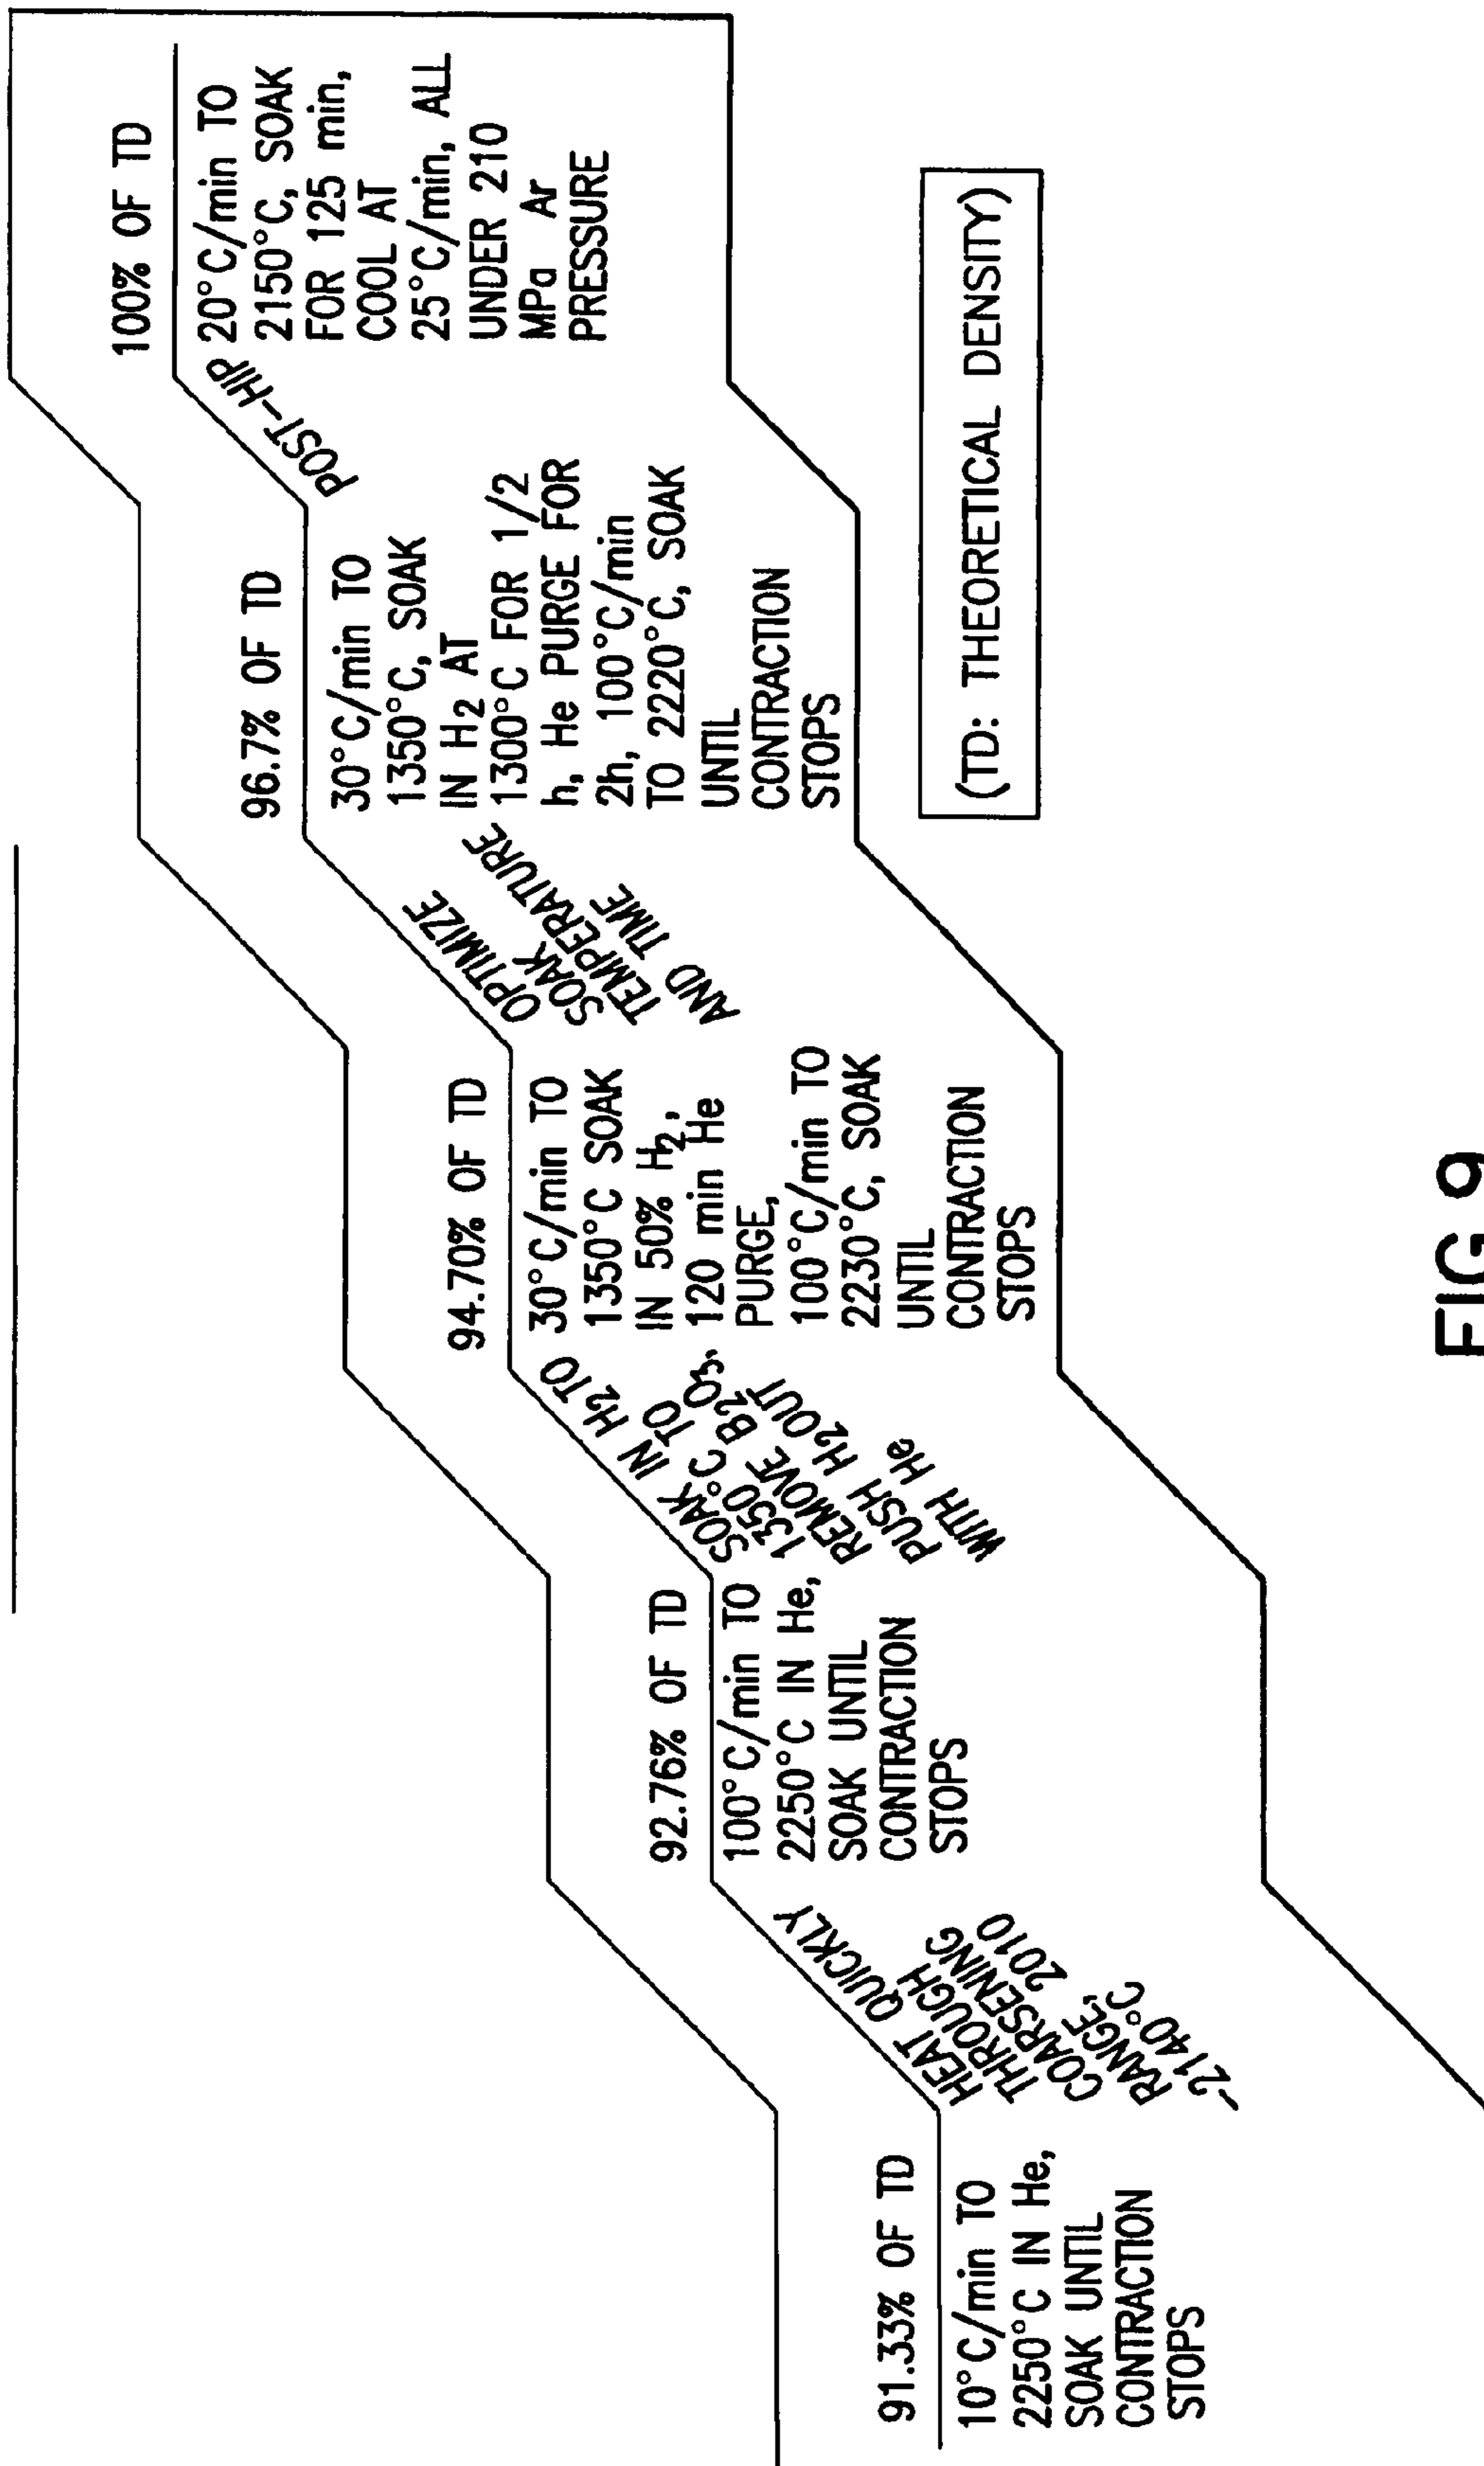 91.33% OF TD
10°C/min TO
2250°C IN He,
SOAK UNTIL
CONTRACTION
STOPS
HEAT QUICKLY
THROUGH
COARSENING
RANGE, 2010
-2140°C
92.76% OF TD
100°C/min TO
2250°C IN He,
SOAK UNTIL
CONTRACTION
STOPS
SOAK IN H₂ TO
1350°C TO
REMOVE B₂O₃,
PUSH H₂ OUT
WITH He
94.70% OF TD
30°C/min TO
1350°C SOAK
IN 50% H₂,
120 min He
PURGE,
100°C/min TO
2230°C, SOAK
UNTIL
CONTRACTION
STOPS
OPTIMIZE
SOAK
TEMPERATURE
AND TIME
96.7% OF TD
30°C/min TO
1350°C, SOAK
IN H₂ AT
1300°C FOR 1/2
h, He PURGE FOR
2h, 100°C/min
TO 2220°C, SOAK
UNTIL
CONTRACTION
STOPS
POST-HIP
100% OF TD
20°C/min TO
2150°C, SOAK
FOR 125 min,
COOL AT
25°C/min, ALL
UNDER 210
MPa Ar
PRESSURE
(TD: THEORETICAL DENSITY)
FIG.9